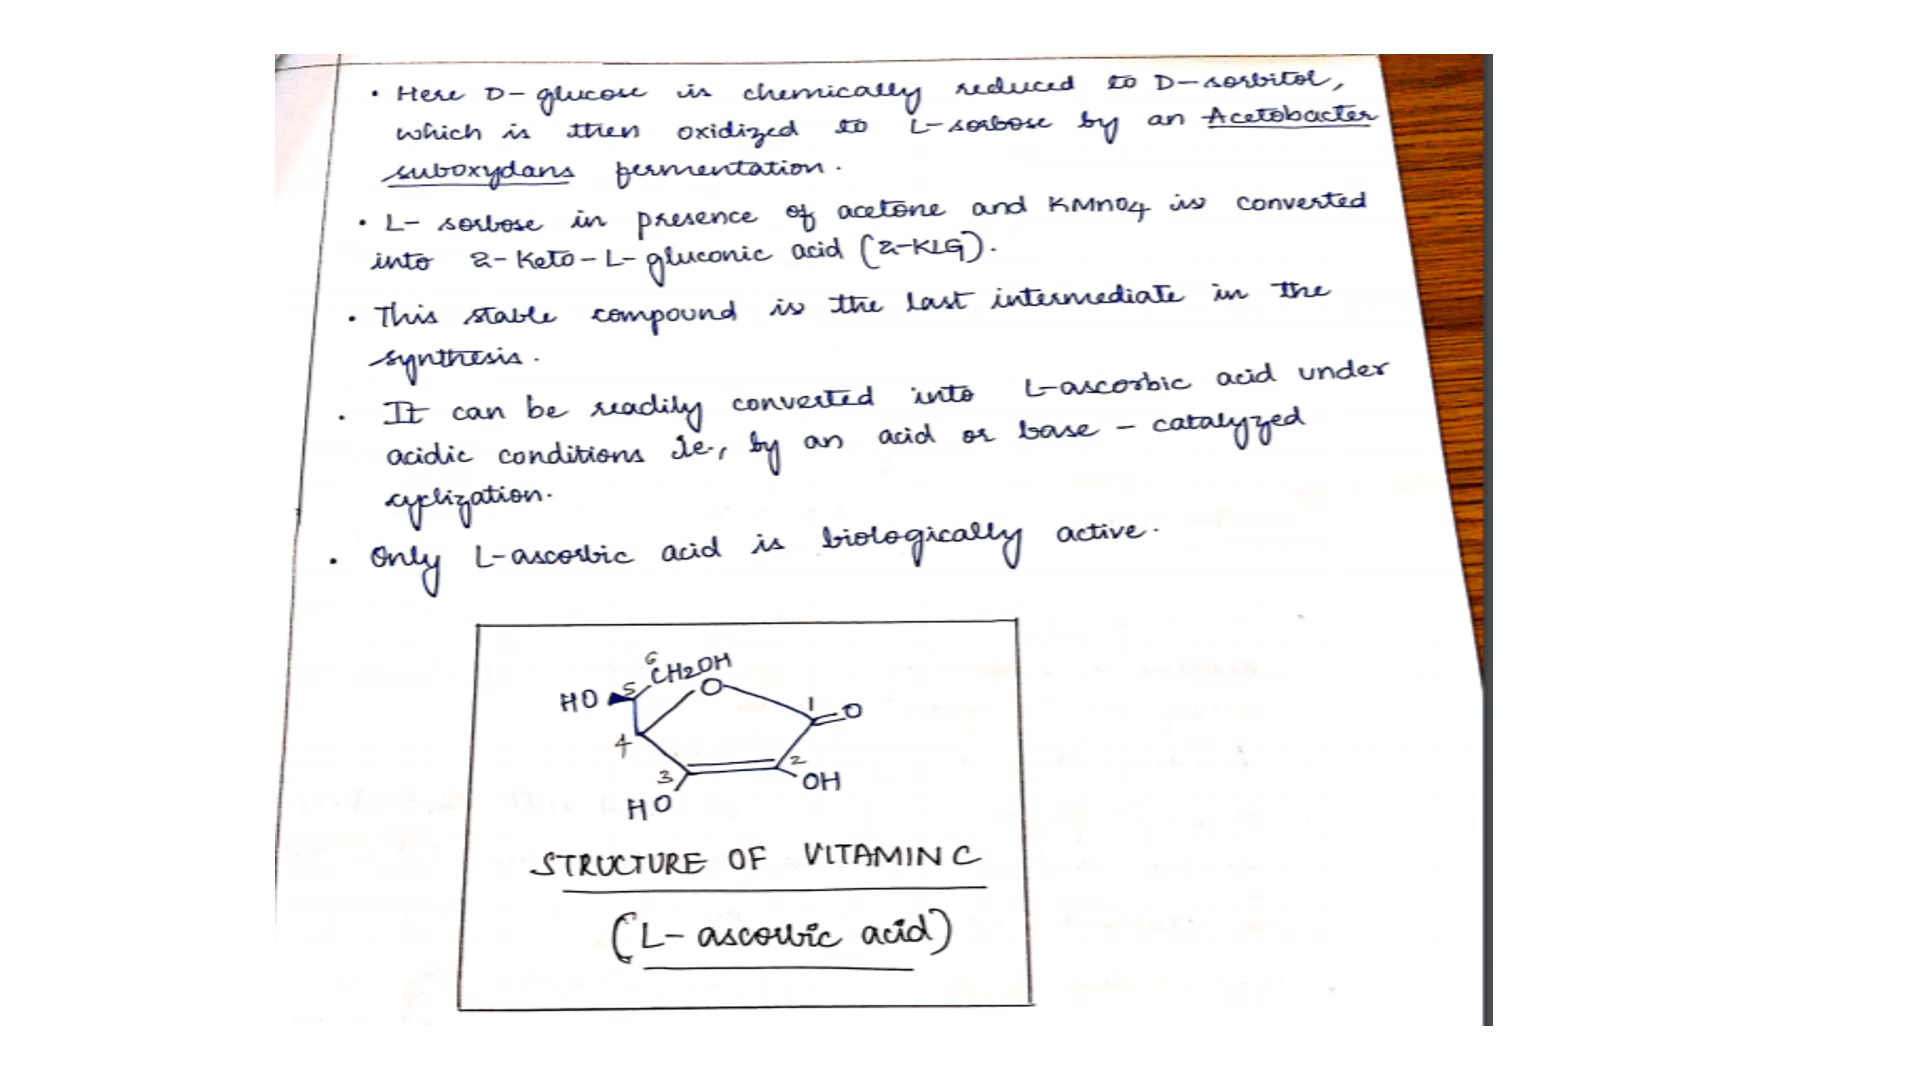 • Here D- glucose is chemically reduced to D-sorbitol,
which is then oxidized to L-sorbose by an Acetobacter
suboxydans fermentation.
• L- sorbose in presence of acetone and KMnO4 is converted
into 2- Keto-L- gluconic acid (2-KLG).
• This stable compound is the last intermediate in the
synthesis.
• It can be readily converted into L-ascorbic acid under
acidic conditions ie., by an acid or base - catalyzed
cyclization.
• Only L-ascorbic acid is biologically active.
6
CH2OH
HO 5 O 1 O
4
3 2
HO OH
STRUCTURE OF VITAMIN C
(L- ascorbic acid)